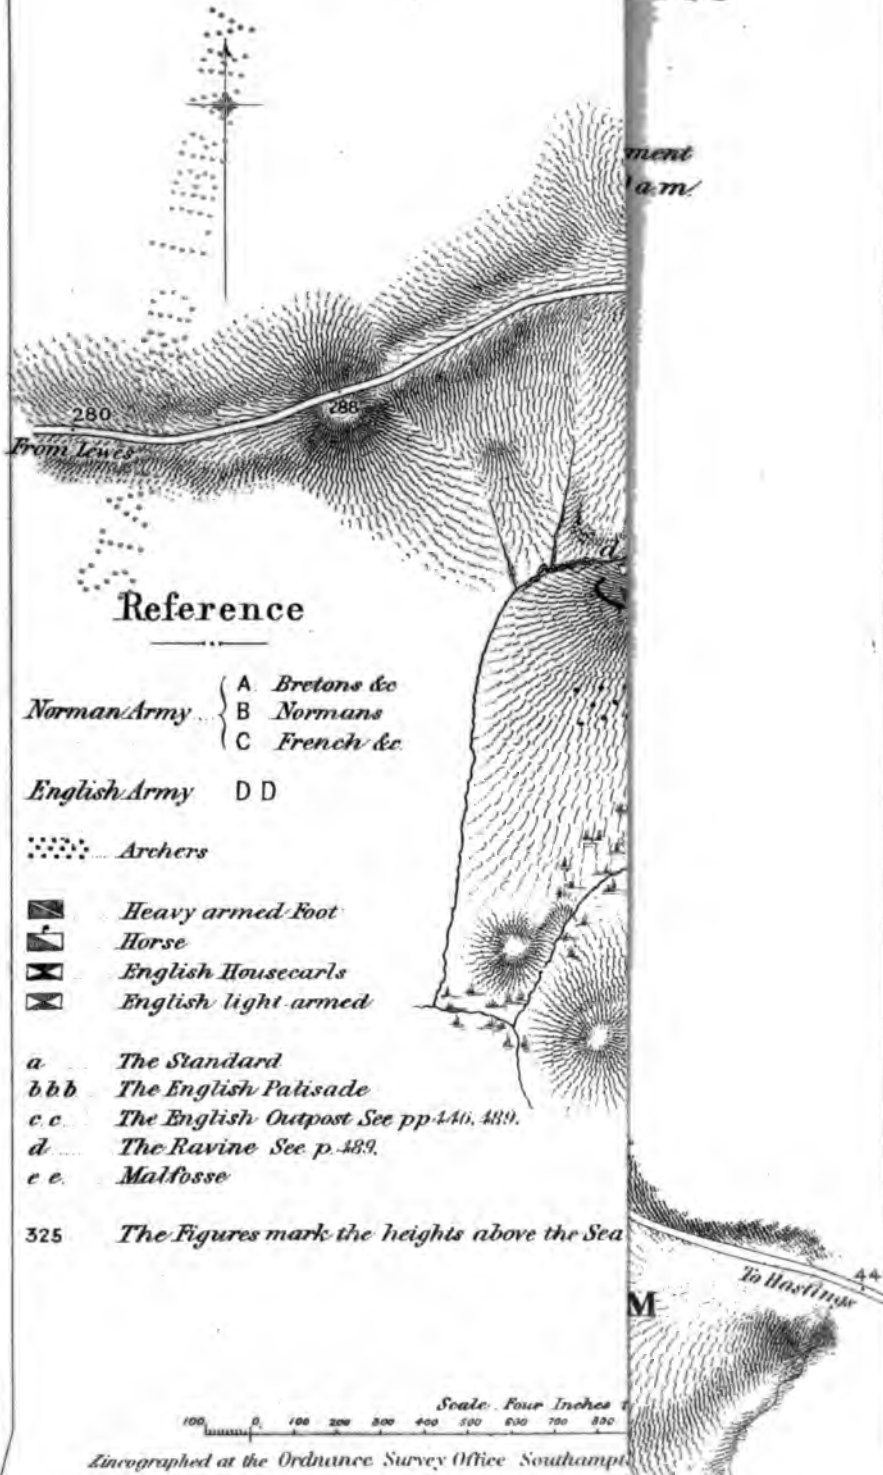 ment
am
280
288
From Lewes
d
Reference
Norman Army
A Bretons &c
B Normans
C French &c
English Army D D
Archers
Heavy armed Foot
Horse
English Housecarls
English light armed
a The Standard
b b b The English Palisade
c c The English Outpost See pp 446. 489.
d The Ravine See p. 489.
e e. Malfosse
325 The Figures mark the heights above the Sea
To Hastings
44
M
Scale Four Inches
100 0 100 200 300 400 500 600 700 800
Zincographed at the Ordnance Survey Office Southampt